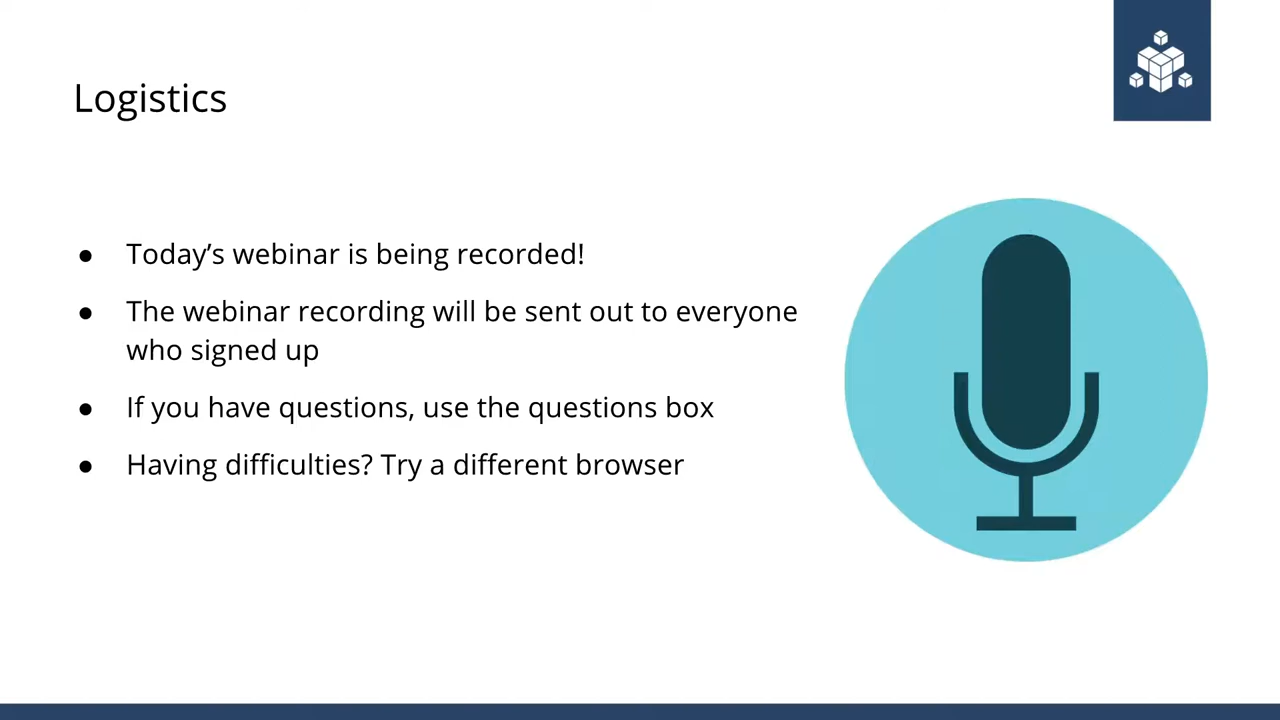 Logistics
● Today’s webinar is being recorded!
● The webinar recording will be sent out to everyone
who signed up
● If you have questions, use the questions box
● Having difficulties? Try a different browser